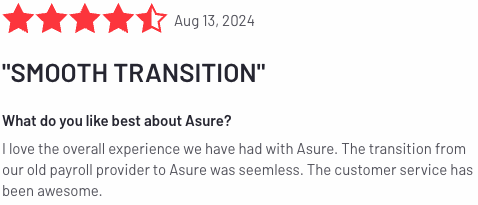 Aug 13, 2024
"SMOOTH TRANSITION"
What do you like best about Asure?
I love the overall experience we have had with Asure. The transition from
our old payroll provider to Asure was seemless. The customer service has
been awesome.